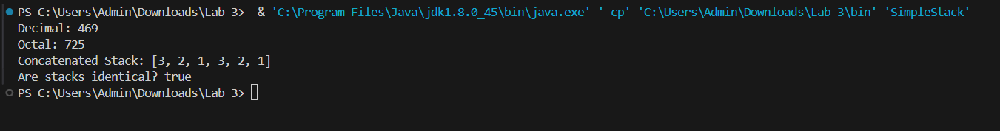 PS C:\Users\Admin\Downloads\Lab 3>  & 'C:\Program Files\Java\jdk1.8.0_45\bin\java.exe' '-cp' 'C:\Users\Admin\Downloads\Lab 3\bin' 'SimpleStack'
Decimal: 469
Octal: 725
Concatenated Stack: [3, 2, 1, 3, 2, 1]
Are stacks identical? true
PS C:\Users\Admin\Downloads\Lab 3>